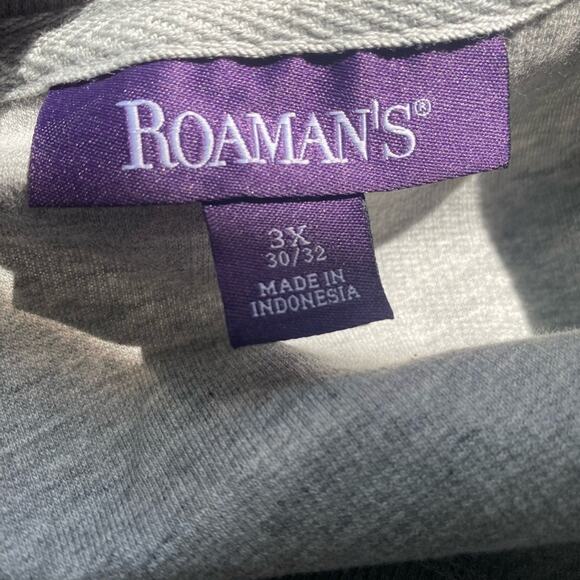 ROAMAN'S®
3X
30/32
MADE IN
INDONESIA